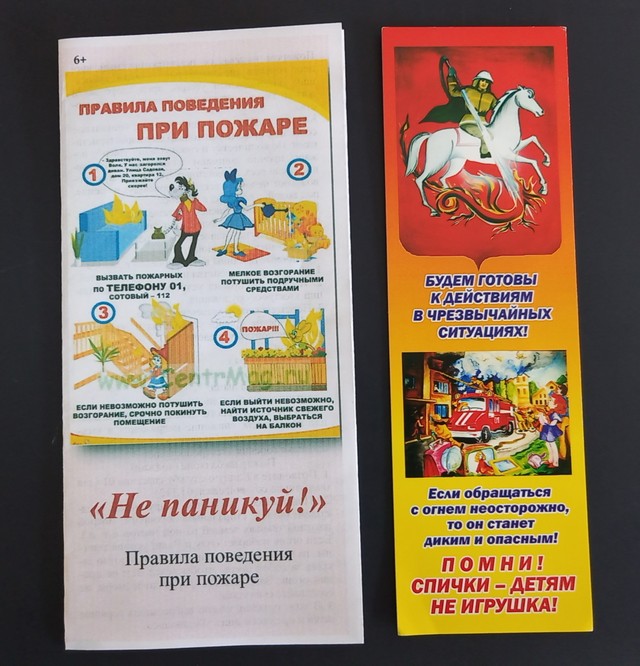 6+
ПРАВИЛА ПОВЕДЕНИЯ
ПРИ ПОЖАРЕ
1
Здравствуйте, меня зовут
Волк. У нас загорелся
диван. Улица Садовая,
дом 20, квартира 12.
Приезжайте
скорее!
ВЫЗВАТЬ ПОЖАРНЫХ
ПО ТЕЛЕФОНУ 01,
СОТОВЫЙ – 112
2
МЕЛКОЕ ВОЗГОРАНИЕ
ПОТУШИТЬ ПОДРУЧНЫМИ
СРЕДСТВАМИ
3
ЕСЛИ НЕВОЗМОЖНО ПОТУШИТЬ
ВОЗГОРАНИЕ, СРОЧНО ПОКИНУТЬ
ПОМЕЩЕНИЕ
4
ПОЖАР!!!
ЕСЛИ ВЫЙТИ НЕВОЗМОЖНО,
НАЙТИ ИСТОЧНИК СВЕЖЕГО
ВОЗДУХА, ВЫБРАТЬСЯ
НА БАЛКОН
www.CentrMag.ru
«Не паникуй!»
Правила поведения
при пожаре
БУДЕМ ГОТОВЫ
К ДЕЙСТВИЯМ
В ЧРЕЗВЫЧАЙНЫХ
СИТУАЦИЯХ!
Если обращаться
с огнем неосторожно,
то он станет
диким и опасным!
ПОМНИ!
СПИЧКИ – ДЕТЯМ
НЕ ИГРУШКА!